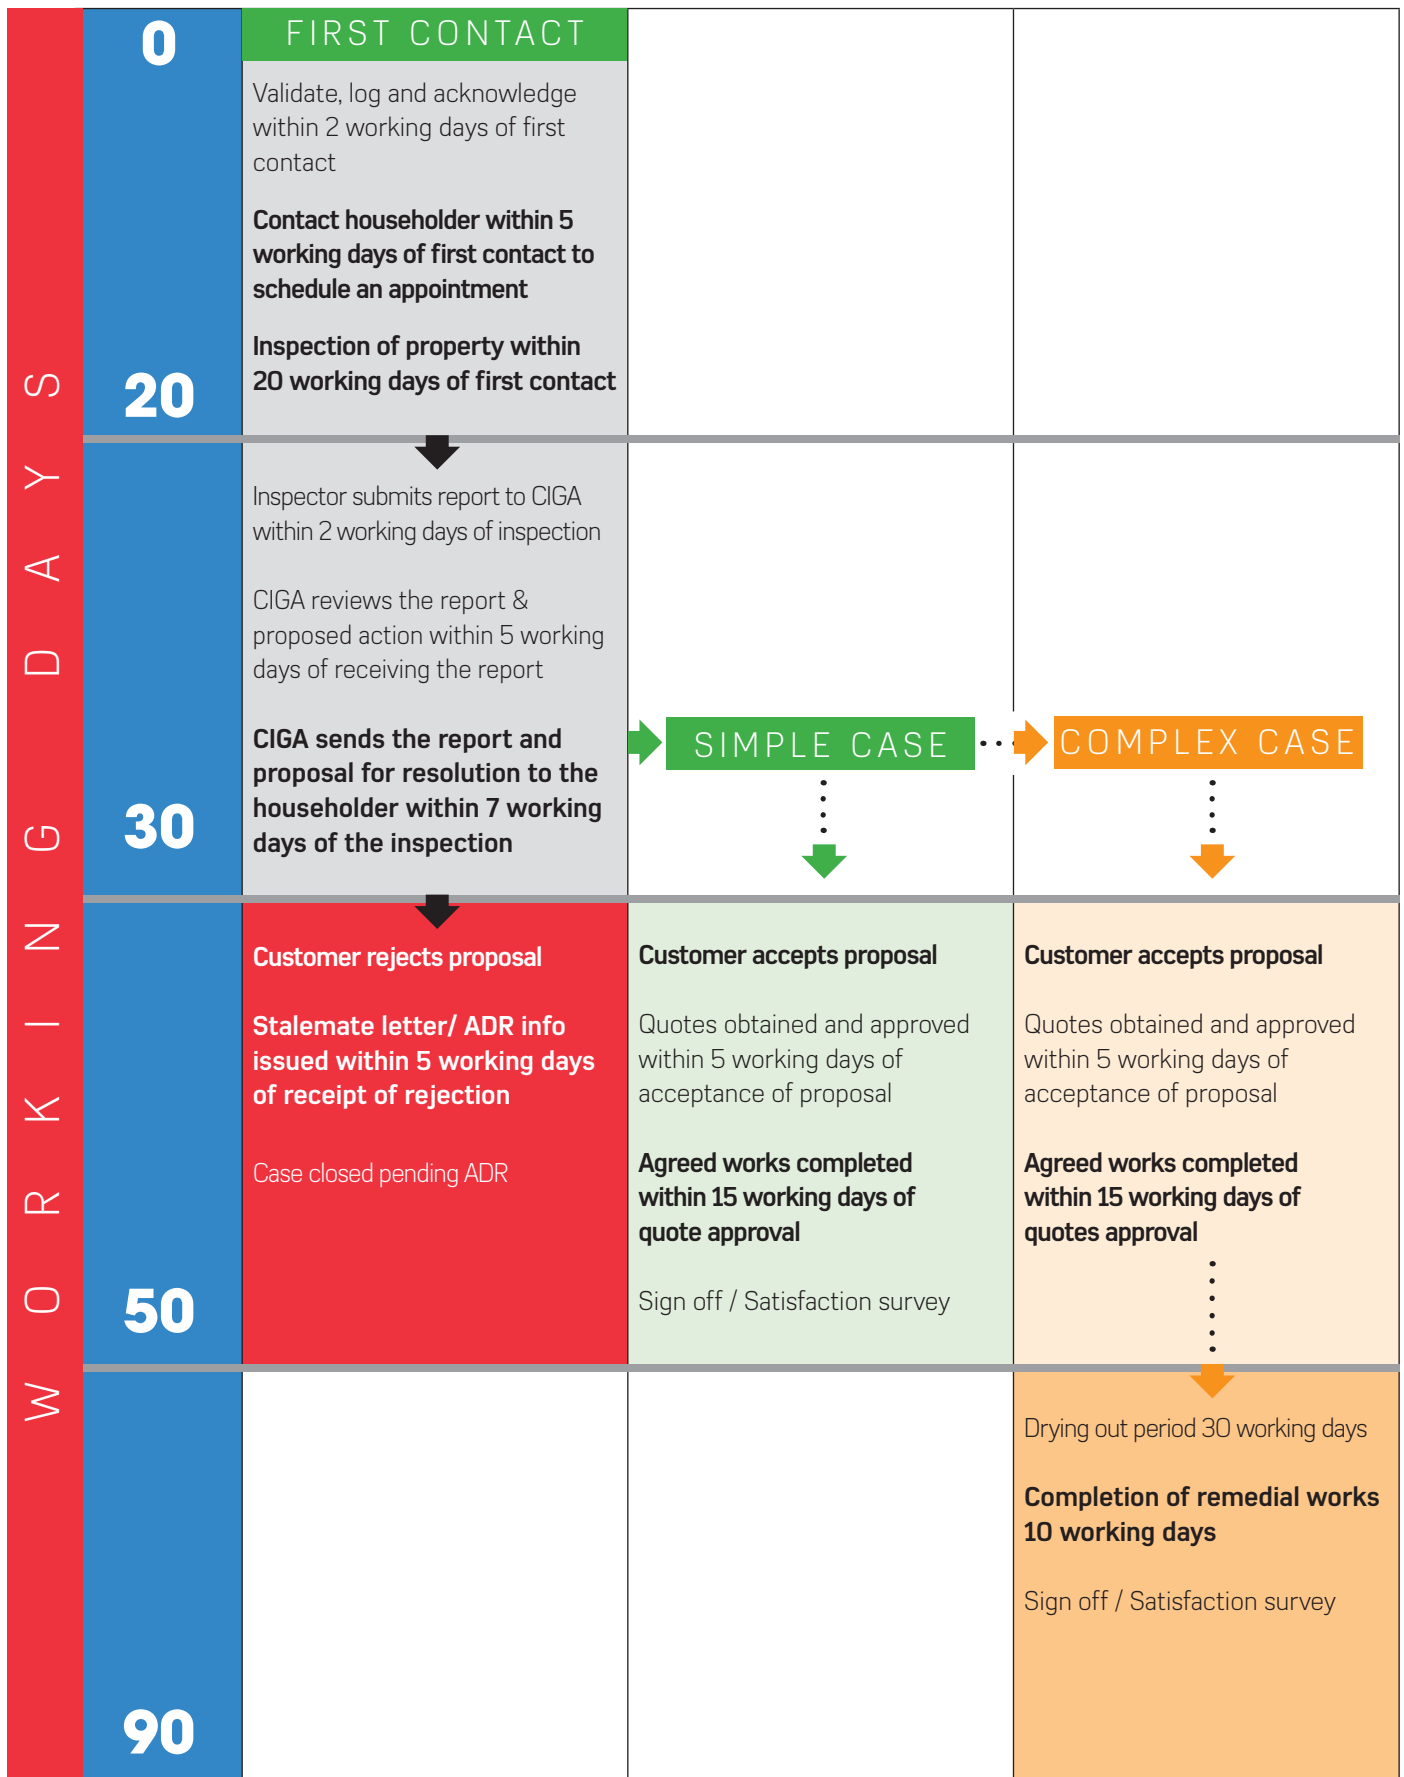 WORKING DAYS
0
FIRST CONTACT
Validate, log and acknowledge
within 2 working days of first
contact
Contact householder within 5
working days of first contact to
schedule an appointment
Inspection of property within
20 working days of first contact
20
Inspector submits report to CIGA
within 2 working days of inspection
CIGA reviews the report &
proposed action within 5 working
days of receiving the report
CIGA sends the report and
proposal for resolution to the
householder within 7 working
days of the inspection
30
SIMPLE CASE
COMPLEX CASE
Customer rejects proposal
Stalemate letter/ ADR info
issued within 5 working days
of receipt of rejection
Case closed pending ADR
50
Customer accepts proposal
Quotes obtained and approved
within 5 working days of
acceptance of proposal
Agreed works completed
within 15 working days of
quote approval
Sign off / Satisfaction survey
Customer accepts proposal
Quotes obtained and approved
within 5 working days of
acceptance of proposal
Agreed works completed
within 15 working days of
quotes approval
Drying out period 30 working days
Completion of remedial works
10 working days
Sign off / Satisfaction survey
90